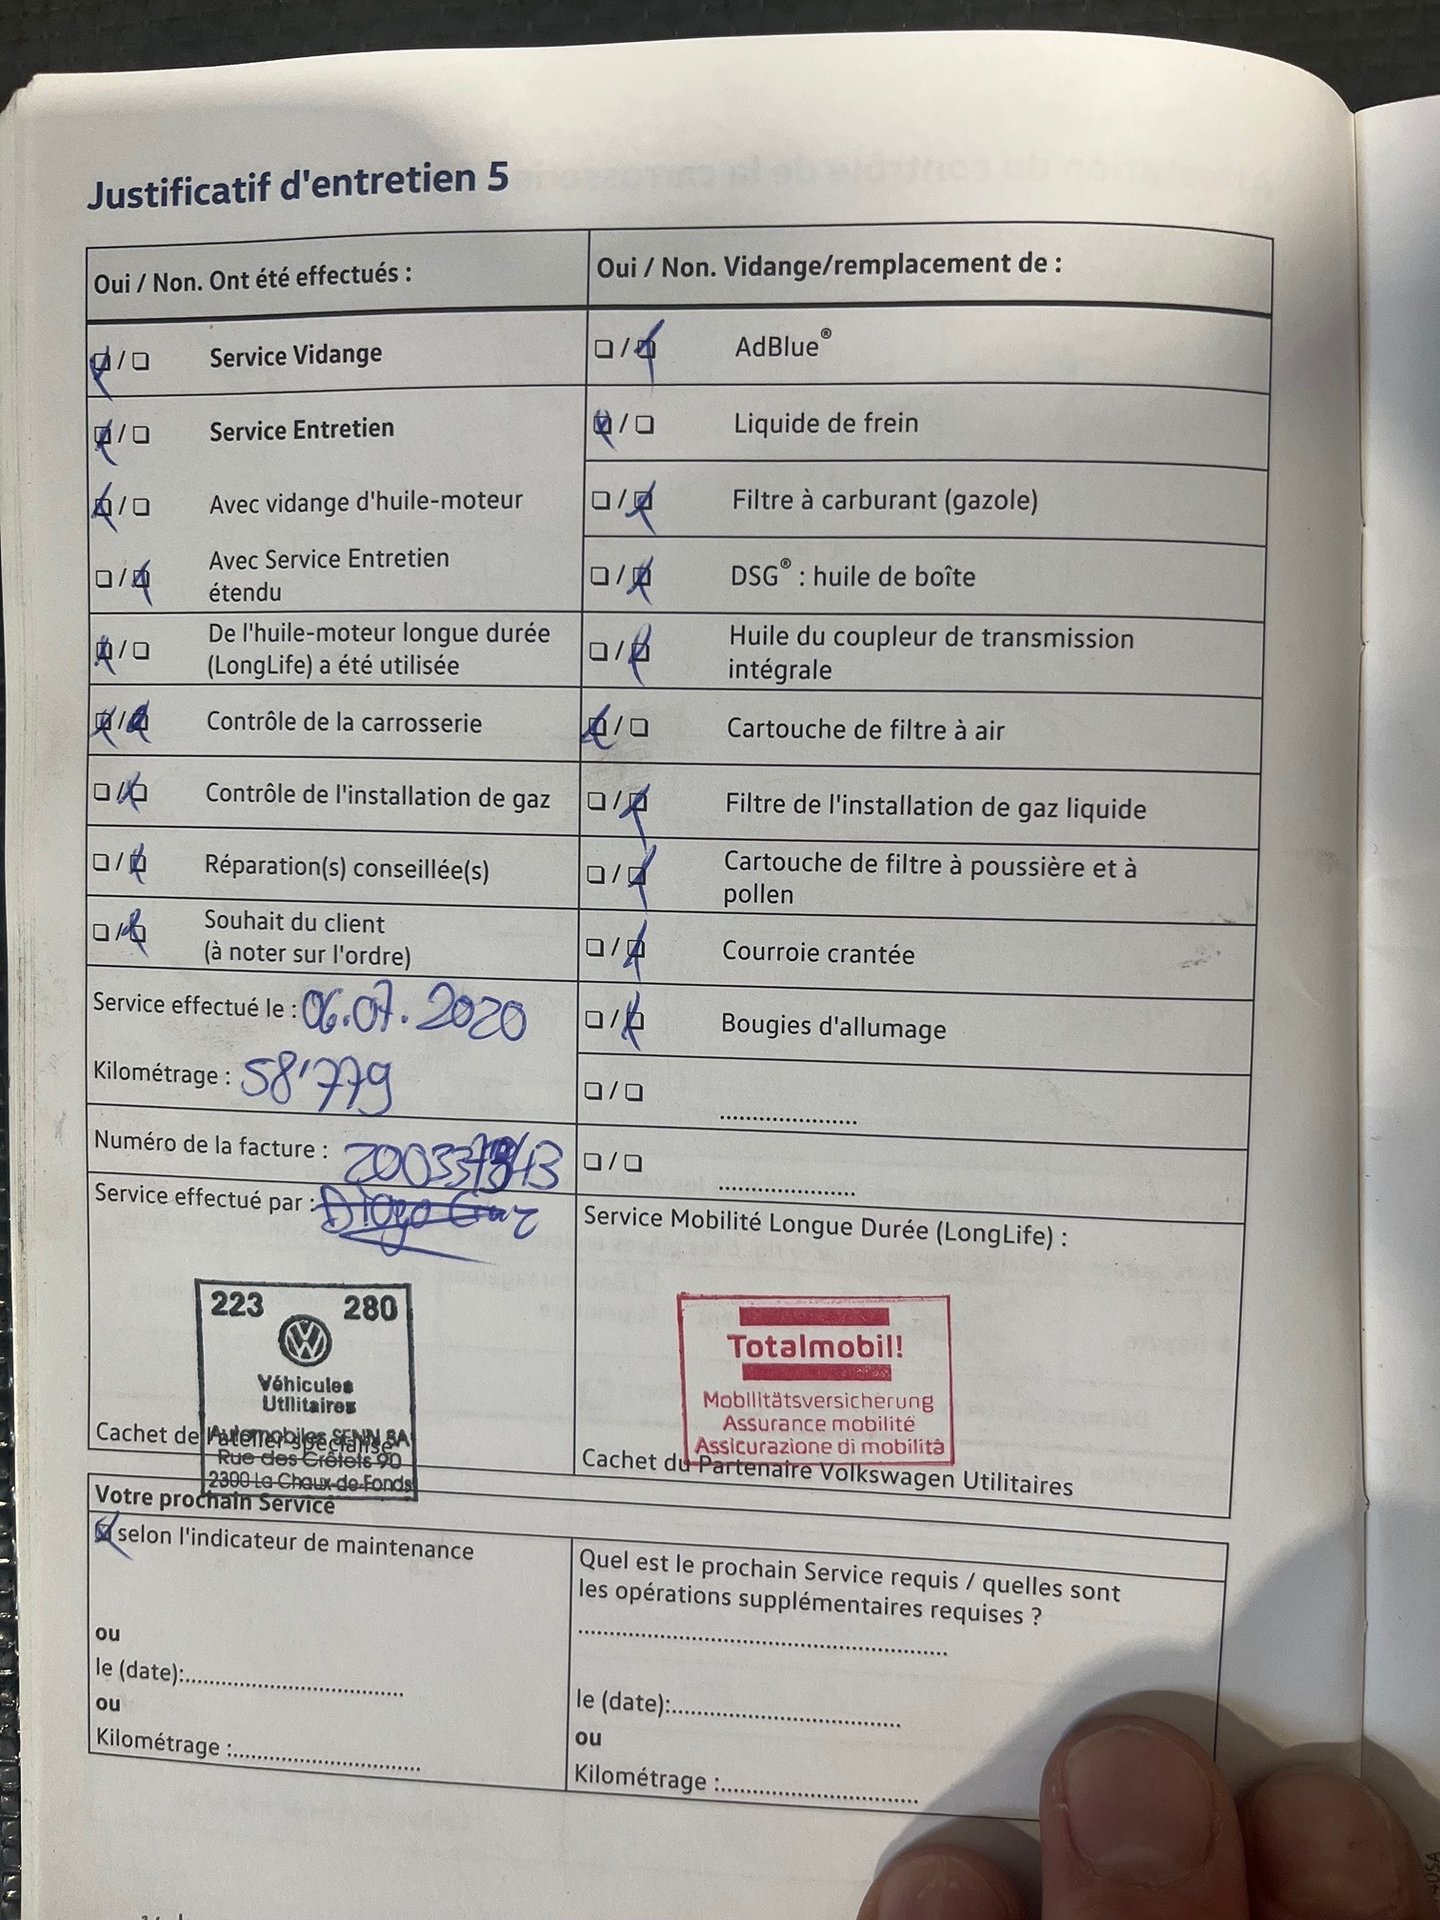 Justificatif d'entretien 5
Oui / Non. Ont été effectués :
Service Vidange
Service Entretien
Avec vidange d'huile-moteur
Avec Service Entretien
étendu
De l'huile-moteur longue durée
(LongLife) a été utilisée
Contrôle de la carrosserie
Contrôle de l'installation de gaz
Réparation(s) conseillée(s)
Souhait du client
(à noter sur l'ordre)
Service effectué le : 06.07.2020
Kilométrage : 58'779
Numéro de la facture :
Service effectué par :
223 280
Véhicules
Utilitaires
Automobiles SENN SA
Rue des Crêtets 90
2300 La Chaux-de-Fonds
Cachet de l'atelier spécialisé
Oui / Non. Vidange/remplacement de :
AdBlue®
Liquide de frein
Filtre à carburant (gazole)
DSG® : huile de boîte
Huile du coupleur de transmission
intégrale
Cartouche de filtre à air
Filtre de l'installation de gaz liquide
Cartouche de filtre à poussière et à
pollen
Courroie crantée
Bougies d'allumage
Service Mobilité Longue Durée (LongLife) :
Totalmobil!
Mobilitätsversicherung
Assurance mobilité
Assicurazione di mobilità
Cachet du Partenaire Volkswagen Utilitaires
Votre prochain Service
selon l'indicateur de maintenance
ou
le (date):
ou
Kilométrage :
Quel est le prochain Service requis / quelles sont
les opérations supplémentaires requises ?
le (date):
ou
Kilométrage :